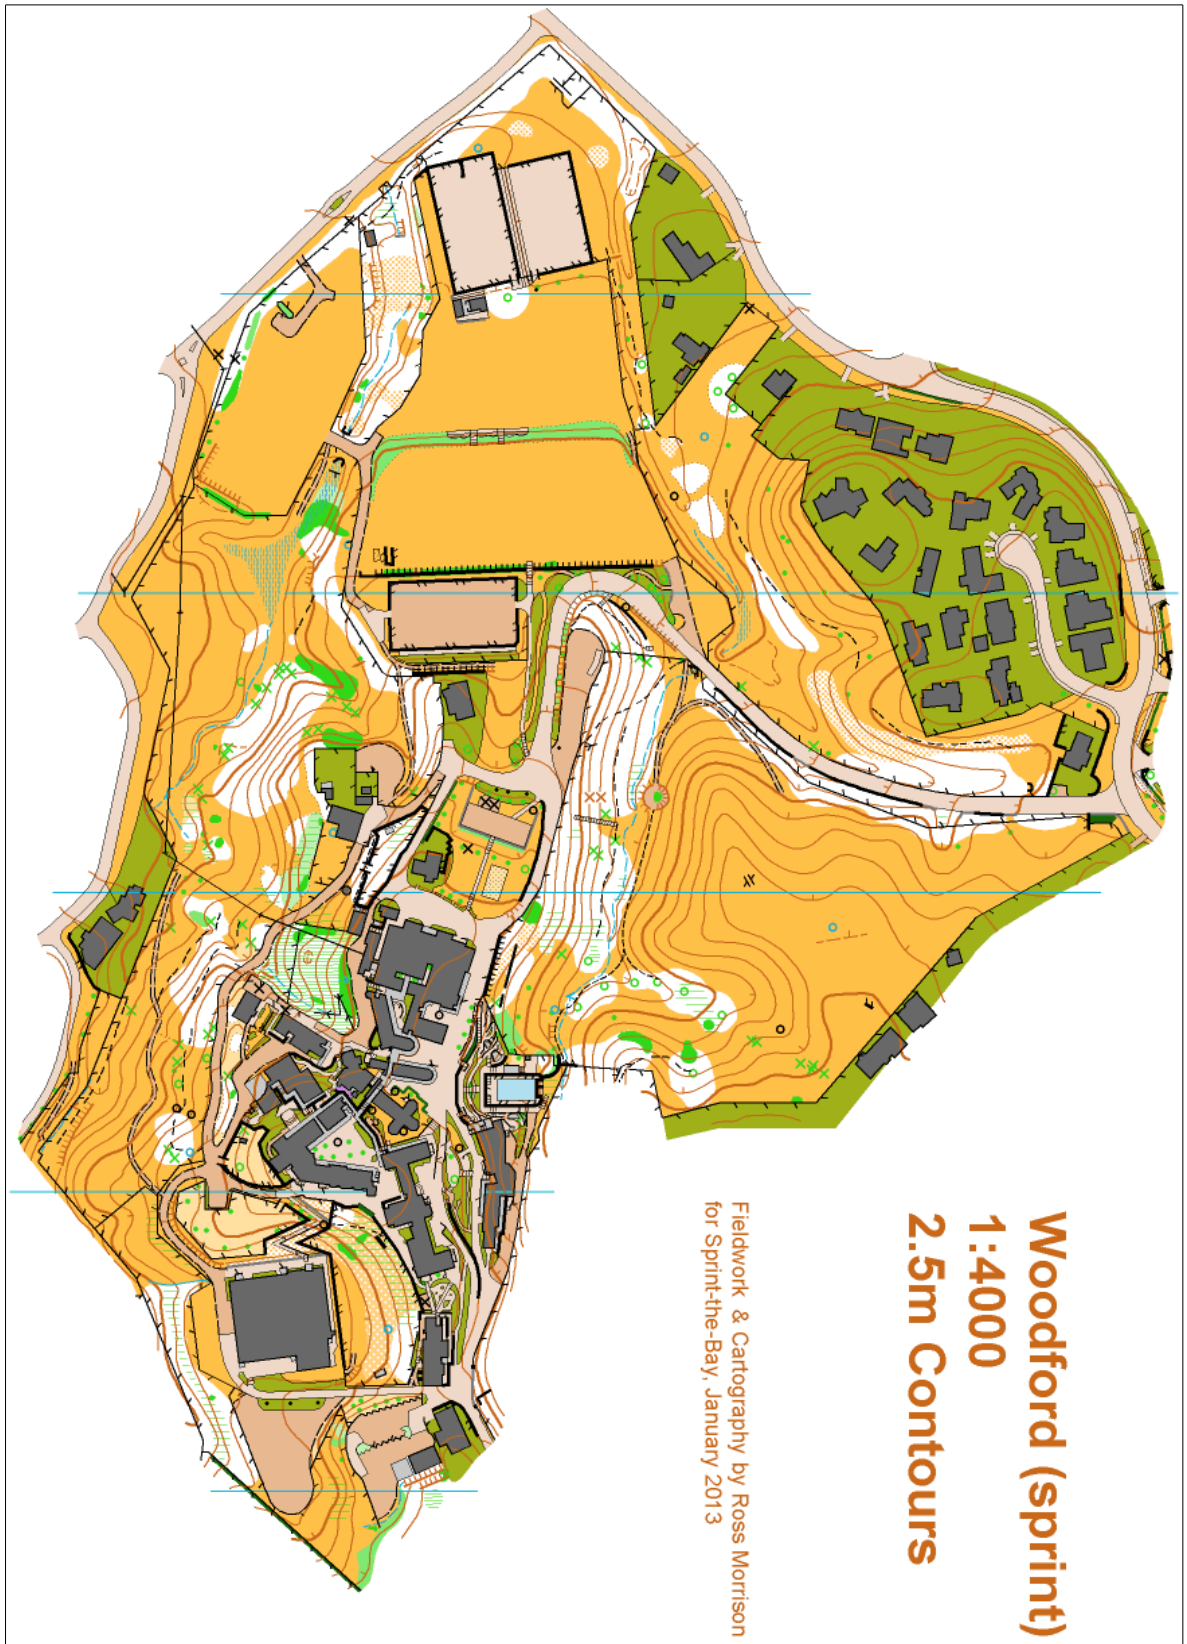 Woodford (sprint)
1:4000
2.5m Contours
Fieldwork & Cartography by Ross Morrison
for Sprint-the-Bay, January 2013